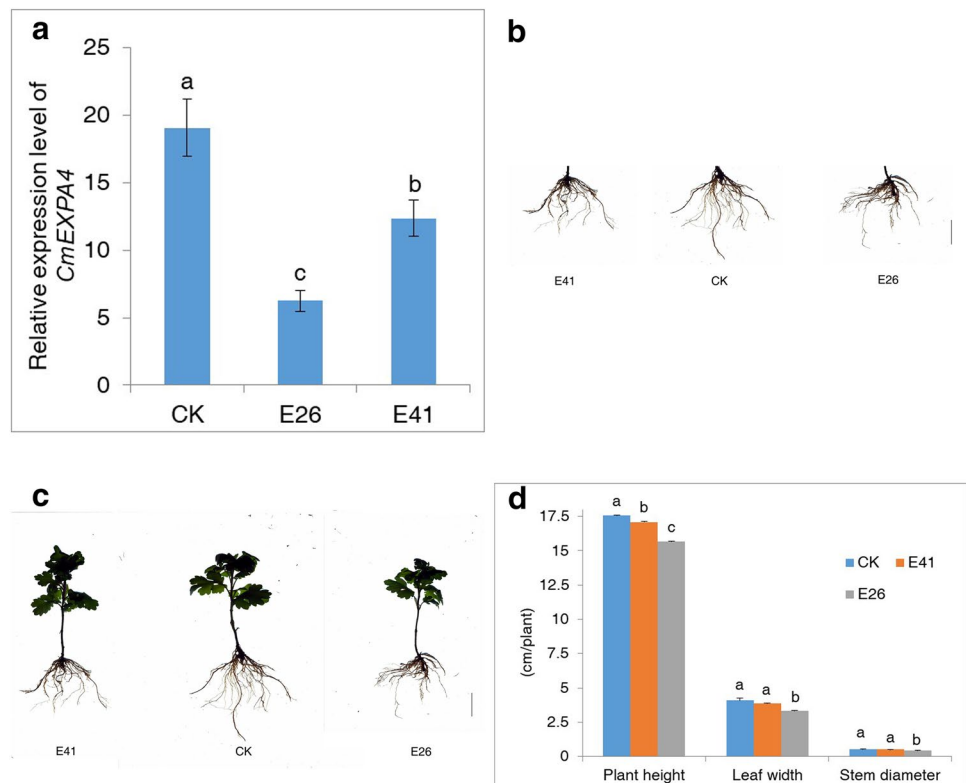 a
Relative expression level of
CmEXPA4
25
20
15
10
5
0
a
c
b
CK E26 E41
b
E41 CK E26
c
E41 CK E26
d
(cm/plant)
17.5
15
12.5
10
7.5
5
2.5
0
a b c
a a b
a a b
CK E41
E26
Plant height Leaf width Stem diameter